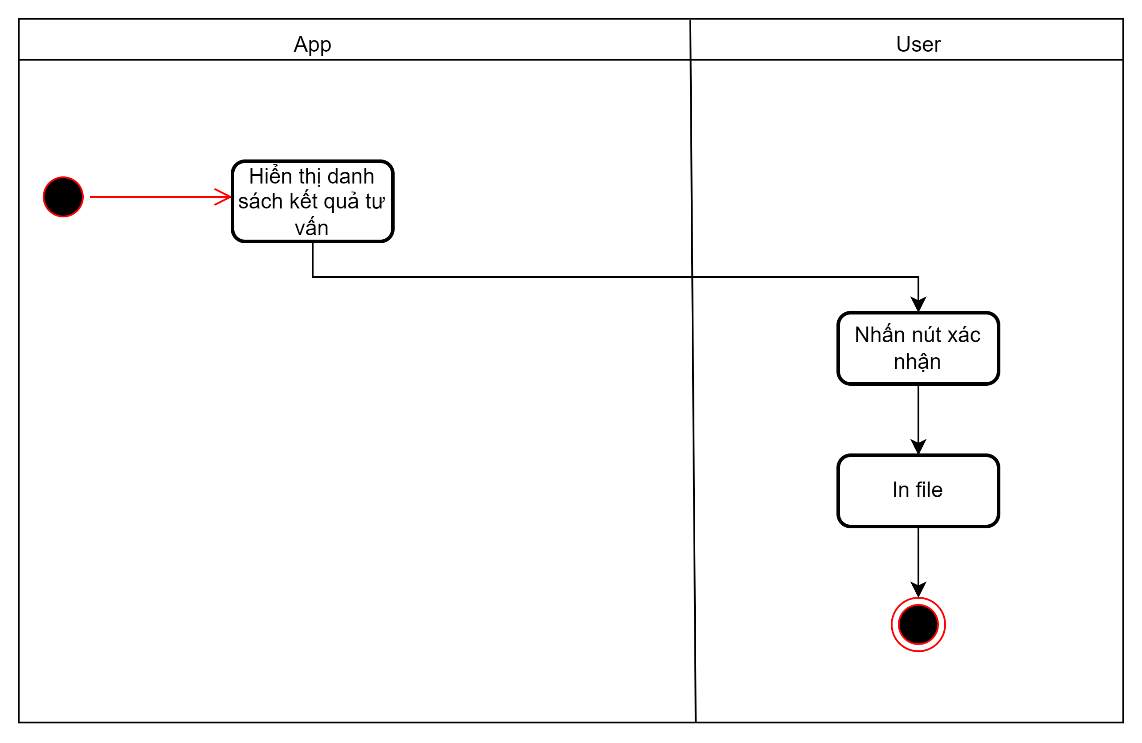 App
User
Hiển thị danh
sách kết quả tư
vấn
Nhấn nút xác
nhận
In file